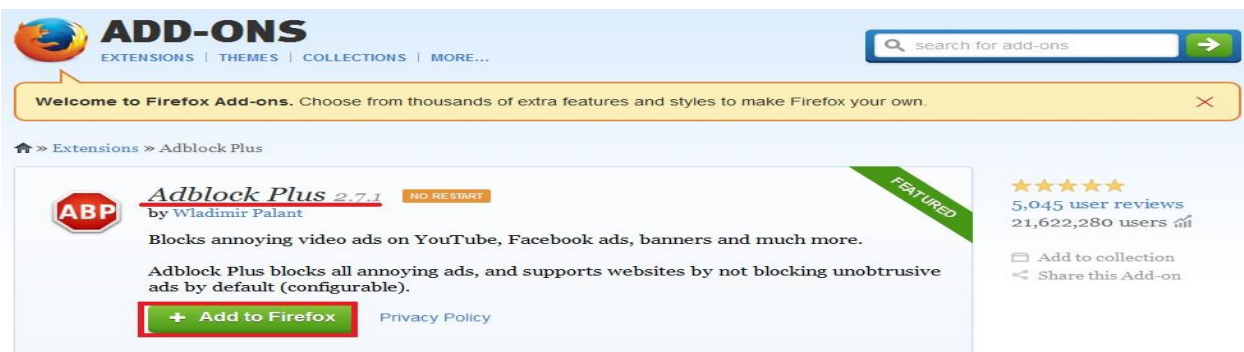 ADD-ONS
EXTENSIONS | THEMES | COLLECTIONS | MORE...
search for add-ons
Welcome to Firefox Add-ons. Choose from thousands of extra features and styles to make Firefox your own.
» Extensions » Adblock Plus
ABP
Adblock Plus 2.7.1 NO RESTART
by Wladimir Palant
Blocks annoying video ads on YouTube, Facebook ads, banners and much more.
Adblock Plus blocks all annoying ads, and supports websites by not blocking unobtrusive
ads by default (configurable).
+ Add to Firefox
Privacy Policy
FEATURED
5,045 user reviews
21,622,280 users
Add to collection
Share this Add-on